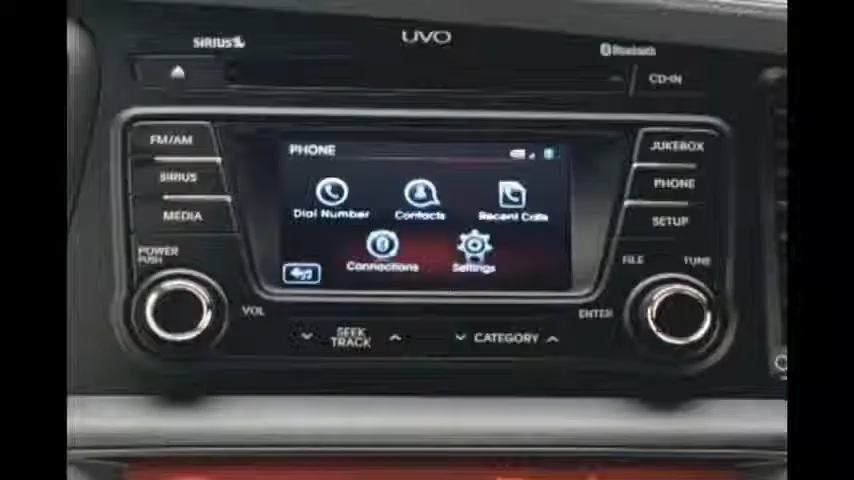 SIRIUS
UVO
Bluetooth
CD-IN
FM/AM
SIRIUS
MEDIA
POWER
PUSH
VOL
PHONE
Dial Number
Contacts
Recent Calls
Connections
Settings
JUKEBOX
PHONE
SETUP
FILE
TUNE
ENTER
SEEK
TRACK
CATEGORY